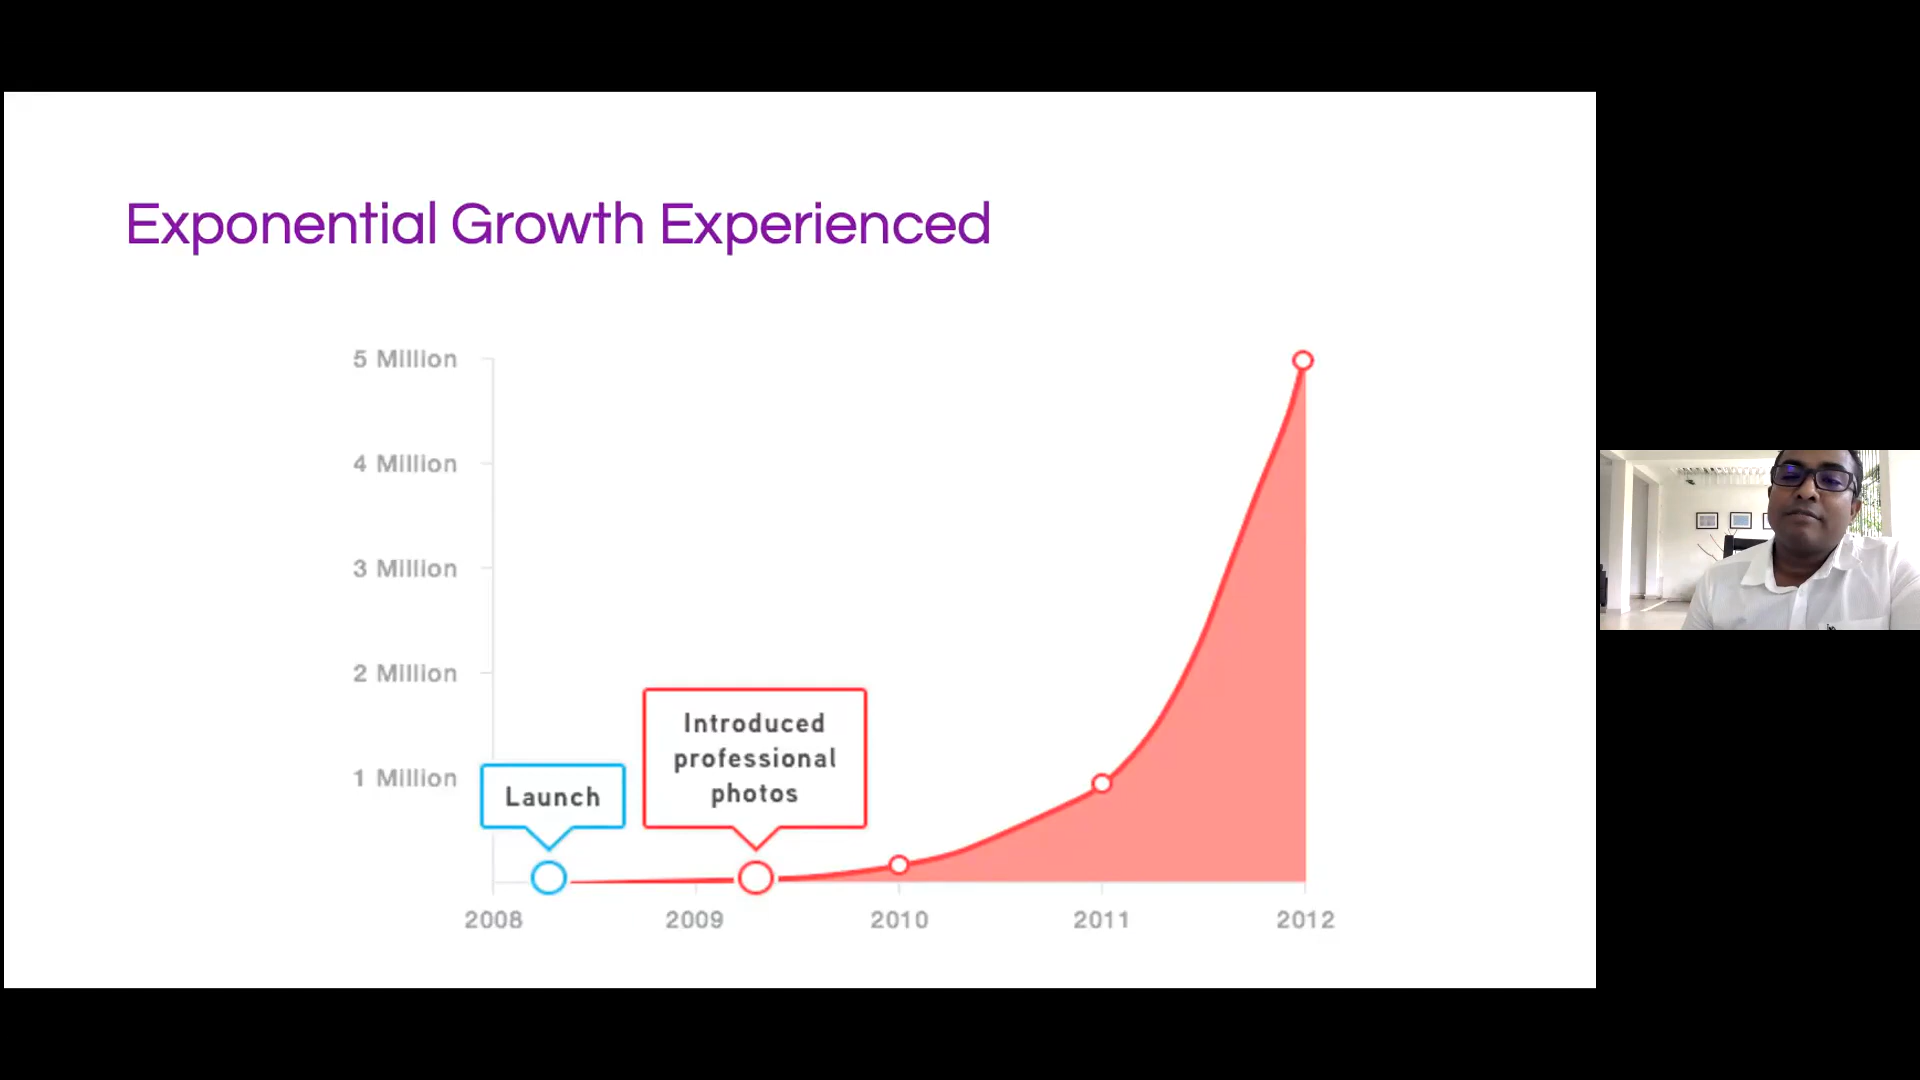 Exponential Growth Experienced
5 Million
4 Million
3 Million
2 Million
1 Million
Launch
Introduced
professional
photos
2008
2009
2010
2011
2012